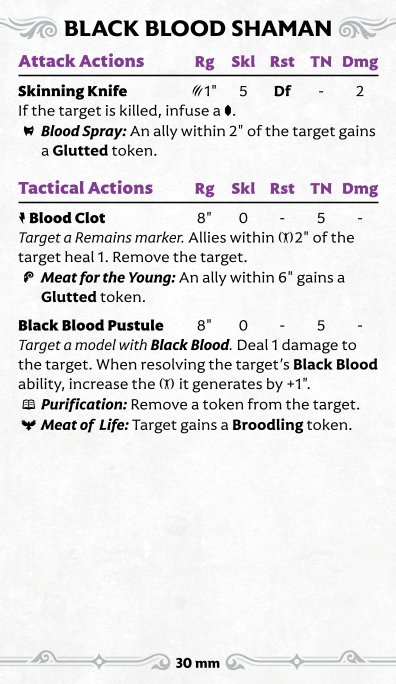 BLACK BLOOD SHAMAN
Attack Actions Rg Skl Rst TN Dmg
Skinning Knife 1" 5 Df - 2
If the target is killed, infuse a .
Blood Spray: An ally within 2" of the target gains
a Glutted token.
Tactical Actions Rg Skl Rst TN Dmg
Blood Clot 8" 0 - 5 -
Target a Remains marker. Allies within 2" of the
target heal 1. Remove the target.
Meat for the Young: An ally within 6" gains a
Glutted token.
Black Blood Pustule 8" 0 - 5 -
Target a model with Black Blood. Deal 1 damage to
the target. When resolving the target's Black Blood
ability, increase the it generates by +1".
Purification: Remove a token from the target.
Meat of Life: Target gains a Broodling token.
30 mm